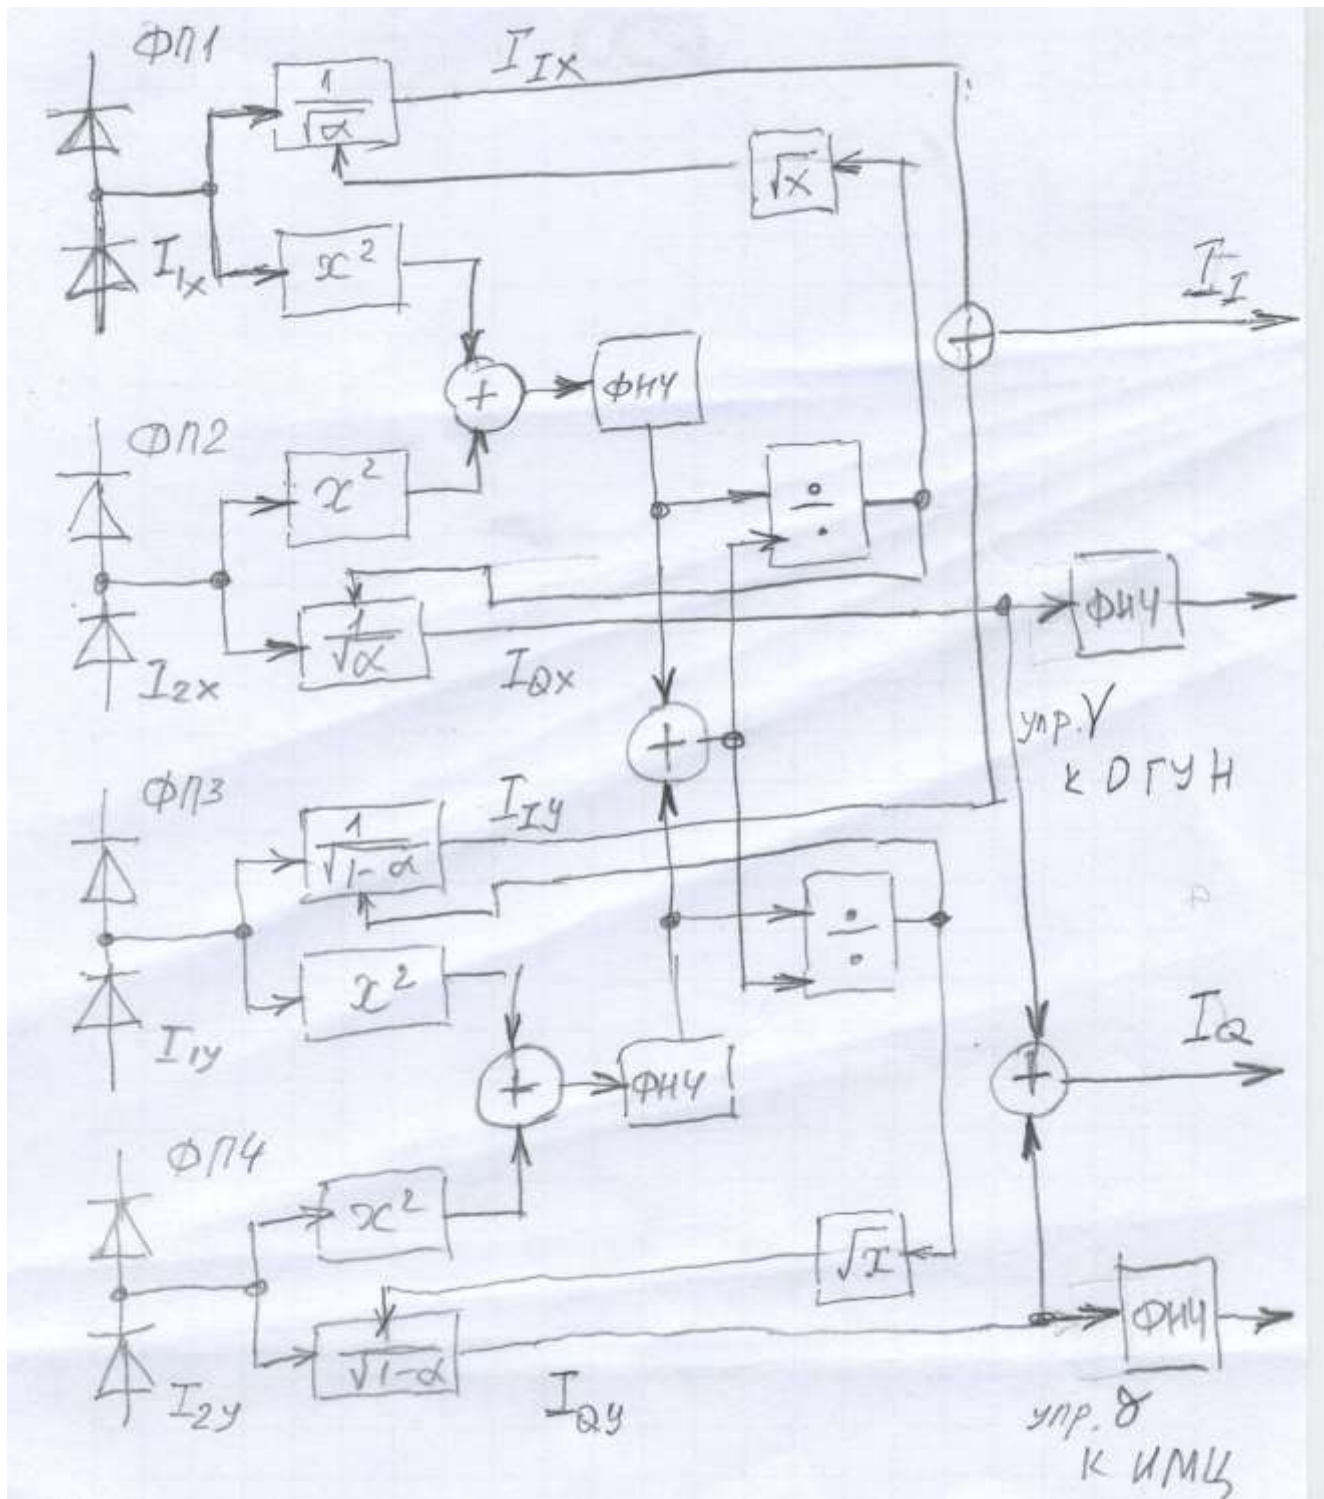 ФП1
1
√α
I_Ix
√x
I_1x
x²
I_I
+
+
ФНЧ
ФП2
x²
÷
1
√α
ФНЧ
I_2x
I_Qx
+
упр. γ
к ОГУН
ФП3
1
√1-α
I_Iy
÷
x²
I_1y
+
ФНЧ
+
I_Q
ФП4
x²
√x
√1-α
ФНЧ
I_2y
I_Qy
упр. γ
к ИМЦ